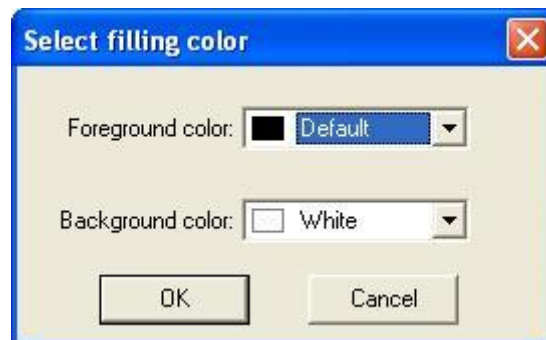 Select filling color
Foreground color: Default
Background color: White
OK Cancel